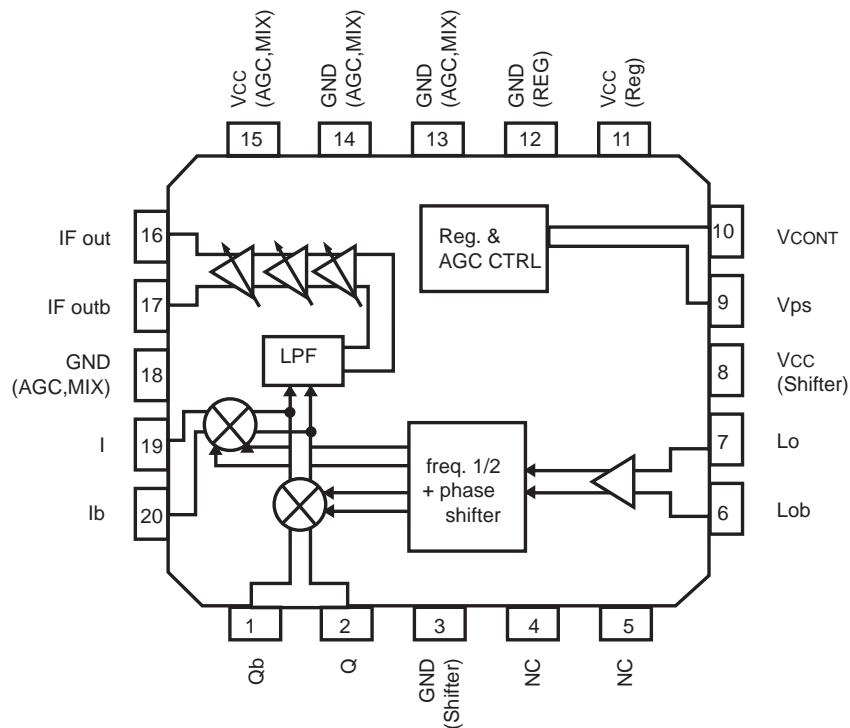 VCC
(AGC,MIX)
GND
(AGC,MIX)
GND
(AGC,MIX)
GND
(REG)
VCC
(Reg)
15
14
13
12
11
IF out
16
IF outb
17
GND
(AGC,MIX)
18
I
19
Ib
20
Reg. &
AGC CTRL
LPF
freq. 1/2
+ phase
shifter
10
VCONT
9
Vps
8
VCC
(Shifter)
7
Lo
6
Lob
1
2
3
4
5
Qb
Q
GND
(Shifter)
NC
NC